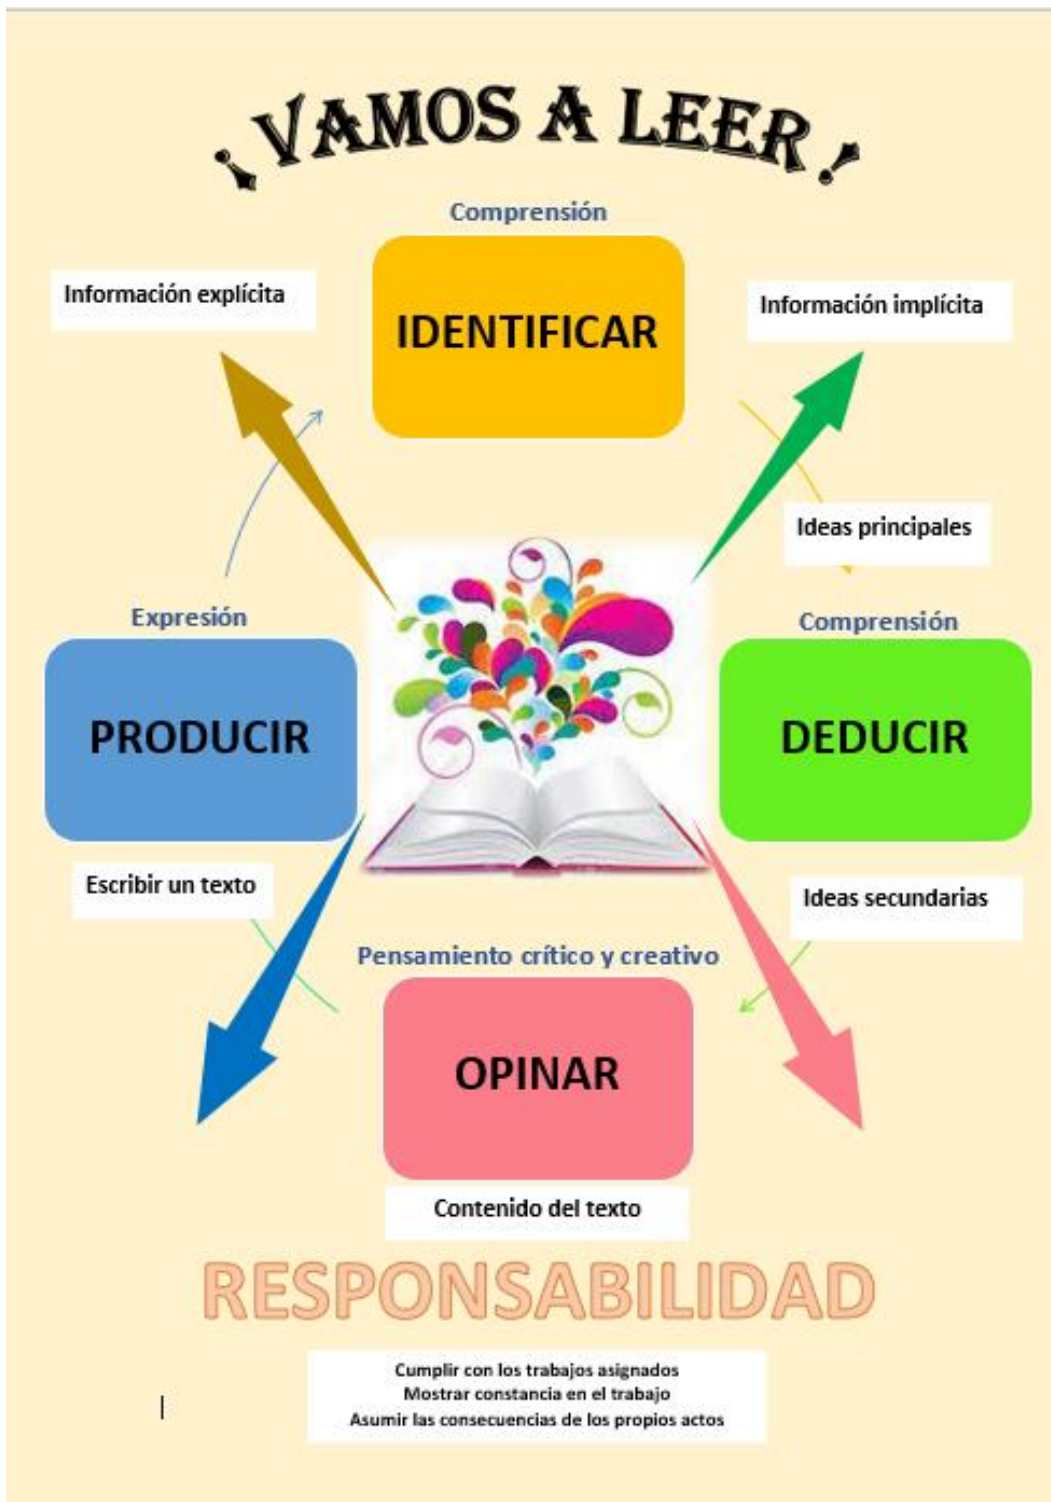 ¡VAMOS A LEER!
Comprensión
IDENTIFICAR
Información explícita
Información implícita
Ideas principales
Expresión
PRODUCIR
Comprensión
DEDUCIR
Escribir un texto
Ideas secundarias
Pensamiento crítico y creativo
OPINAR
Contenido del texto
RESPONSABILIDAD
Cumplir con los trabajos asignados
Mostrar constancia en el trabajo
Asumir las consecuencias de los propios actos